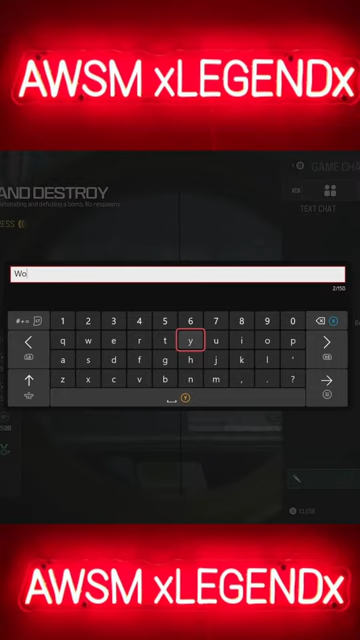 AWSM xLEGENDx
AND DESTROY
GAME CHA
TEXT CHAT
Wo
2/150
1 2 3 4 5 6 7 8 9 0
q w e r t y u i o p
a s d f g h j k l '
z x c v b n m , . ?
Y
CLOSE
AWSM xLEGENDx